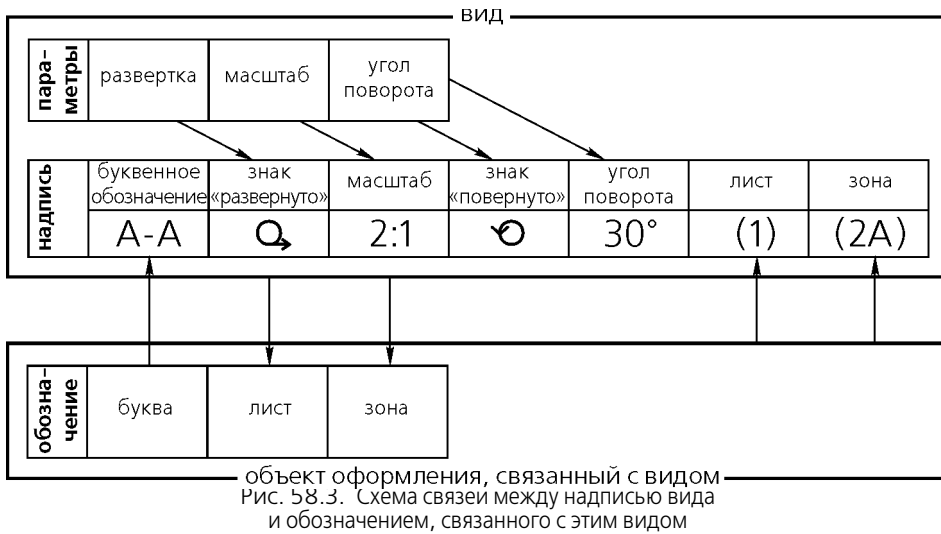 вид
пара-
метры
развертка
масштаб
угол
поворота
надпись
буквенное
обозначение
знак
«развернуто»
масштаб
знак
«повернуто»
угол
поворота
лист
зона
А-А
2:1
30°
(1)
(2А)
обозна-
чение
буква
лист
зона
объект оформления, связанный с видом
Рис. 58.3. Схема связей между надписью вида
и обозначением, связанного с этим видом